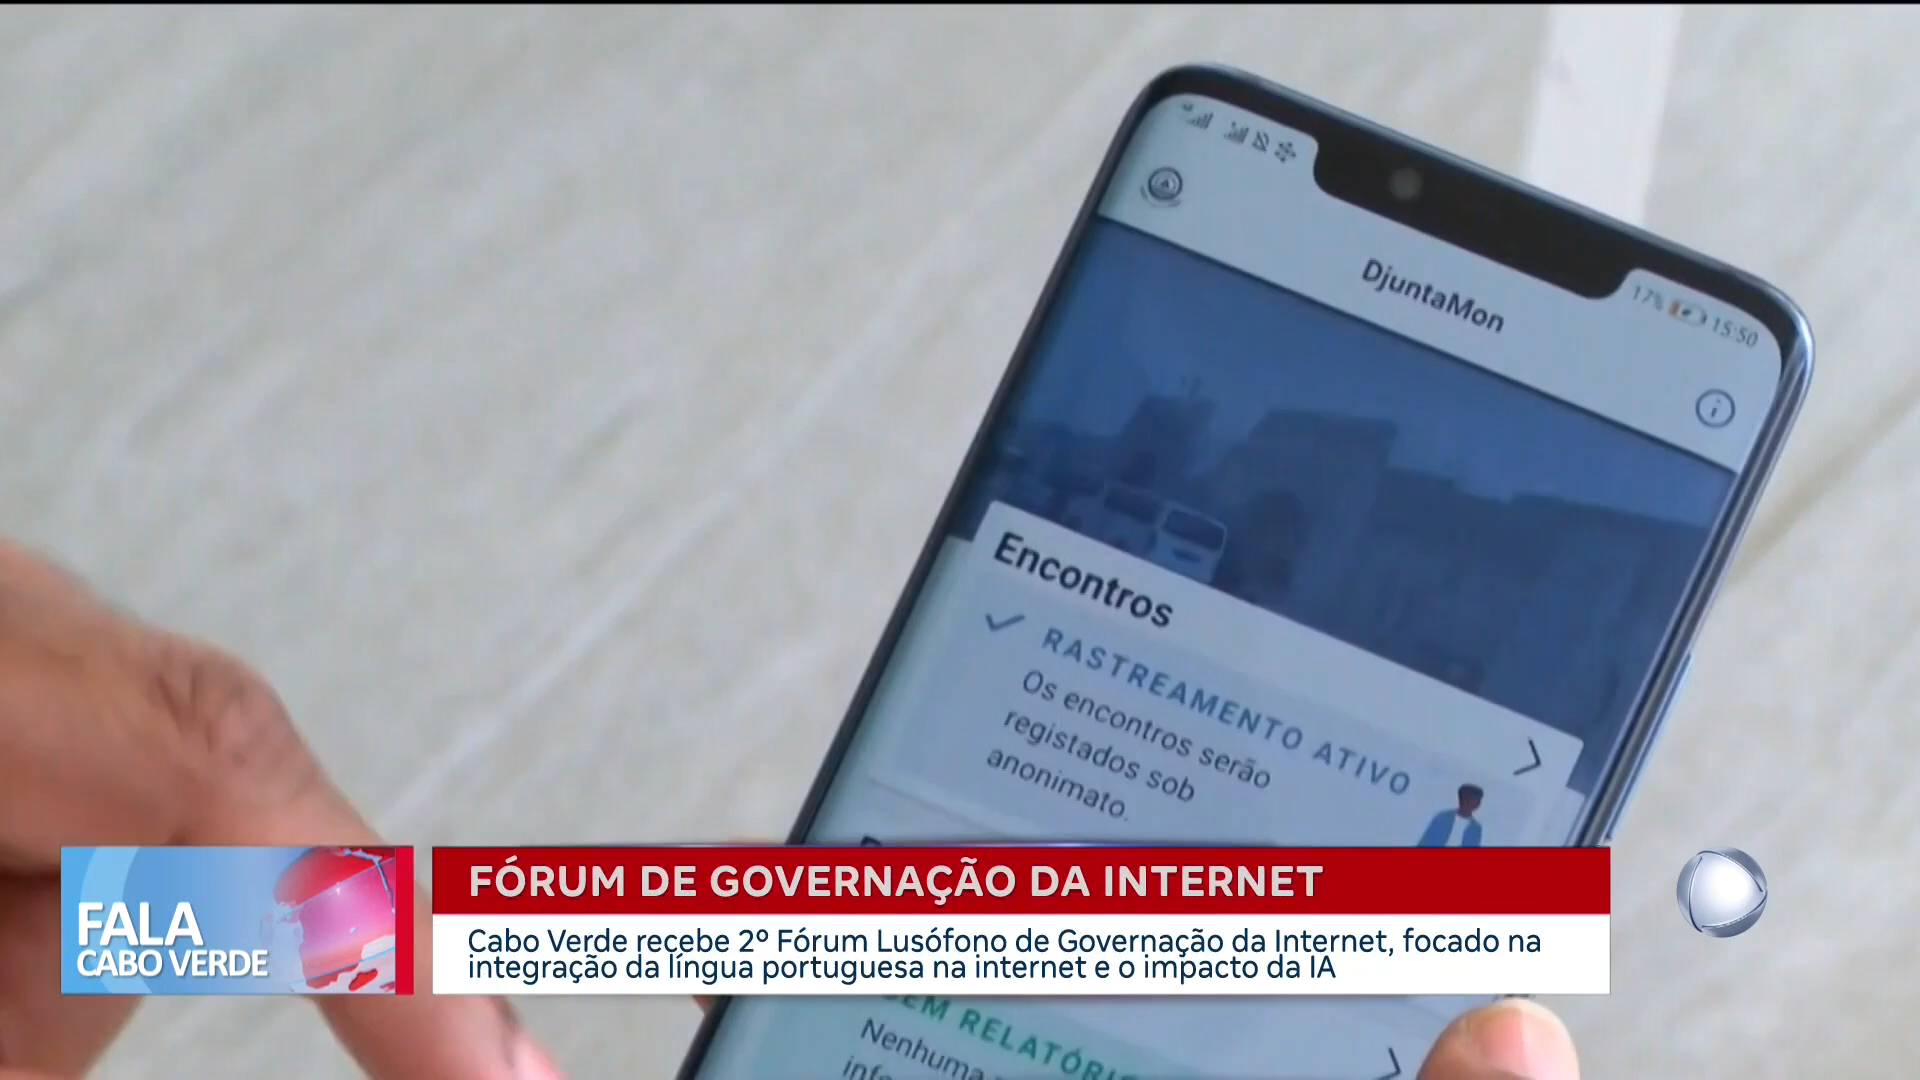 DjuntaMon
17% 15:50
Encontros
RASTREAMENTO ATIVO
Os encontros serão
registados sob
anonimato.
FÓRUM DE GOVERNAÇÃO DA INTERNET
FALA
CABO VERDE
Cabo Verde recebe 2º Fórum Lusófono de Governação da Internet, focado na
integração da língua portuguesa na internet e o impacto da IA
SEM RELATÓRIO
Nenhuma